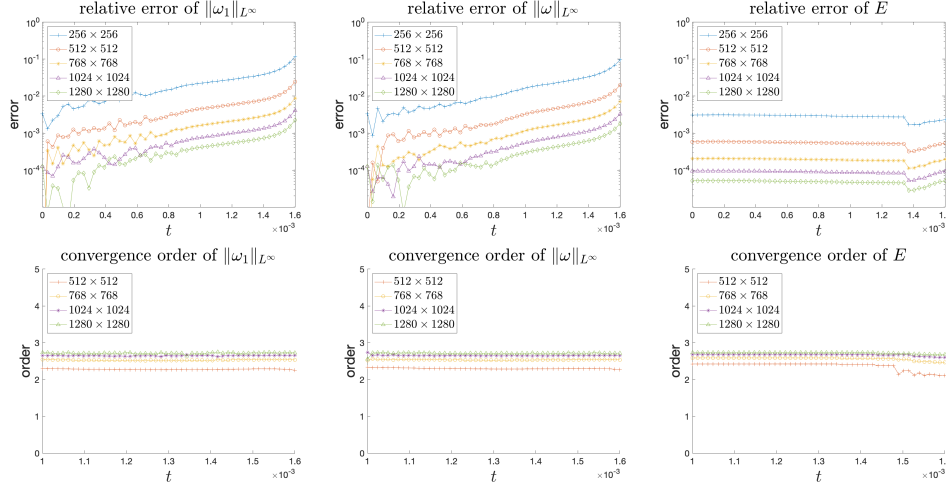 relative error of ‖ω₁‖_{L^∞}
10⁰
10⁻¹
10⁻²
10⁻³
10⁻⁴
error
256 × 256
512 × 512
768 × 768
1024 × 1024
1280 × 1280
0 0.2 0.4 0.6 0.8 1 1.2 1.4 1.6
t
×10⁻³
relative error of ‖ω‖_{L^∞}
10⁰
10⁻¹
10⁻²
10⁻³
10⁻⁴
error
256 × 256
512 × 512
768 × 768
1024 × 1024
1280 × 1280
0 0.2 0.4 0.6 0.8 1 1.2 1.4 1.6
t
×10⁻³
relative error of E
10⁰
10⁻¹
10⁻²
10⁻³
10⁻⁴
error
256 × 256
512 × 512
768 × 768
1024 × 1024
1280 × 1280
0 0.2 0.4 0.6 0.8 1 1.2 1.4
t
×10⁻³
convergence order of ‖ω₁‖_{L^∞}
5
4
3
2
1
0
order
512 × 512
768 × 768
1024 × 1024
1280 × 1280
1 1.1 1.2 1.3 1.4 1.5 1.6
t
×10⁻³
convergence order of ‖ω‖_{L^∞}
5
4
3
2
1
0
order
512 × 512
768 × 768
1024 × 1024
1280 × 1280
1 1.1 1.2 1.3 1.4 1.5 1.6
t
×10⁻³
convergence order of E
5
4
3
2
1
0
order
512 × 512
768 × 768
1024 × 1024
1280 × 1280
1 1.1 1.2 1.3 1.4 1.5
t
×10⁻³